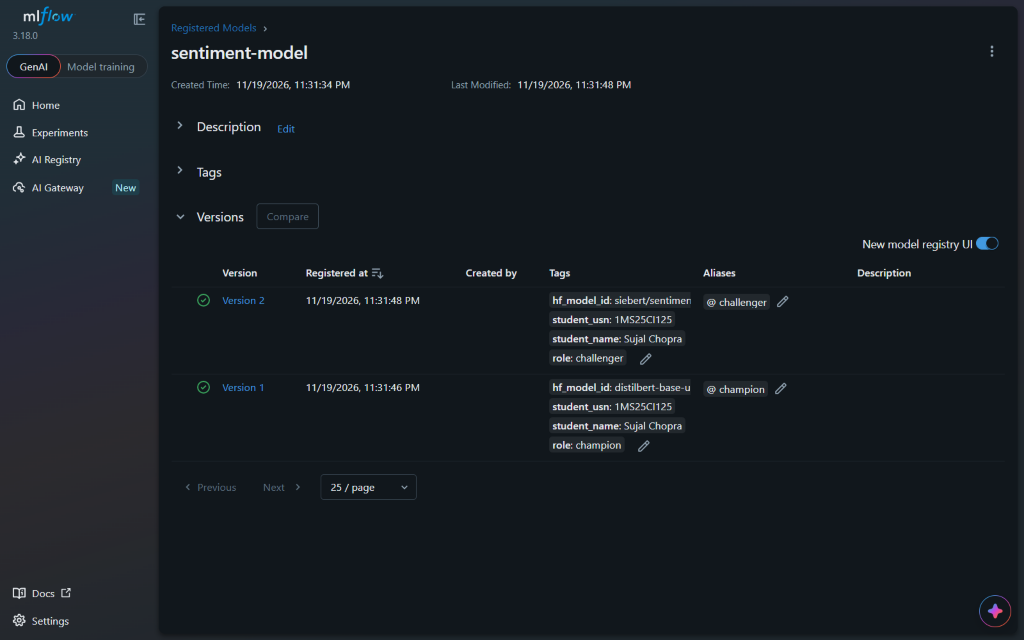 mlflow
3.18.0
GenAI Model training
Home
Experiments
AI Registry
AI Gateway New
Docs
Settings
Registered Models
sentiment-model
Created Time: 11/19/2026, 11:31:34 PM Last Modified: 11/19/2026, 11:31:48 PM
Description Edit
Tags
Versions Compare
New model registry UI
Version Registered at Created by Tags Aliases Description
Version 2 11/19/2026, 11:31:48 PM hf_model_id: siebert/sentimen @ challenger
student_usn: 1MS25CI125
student_name: Sujal Chopra
role: challenger
Version 1 11/19/2026, 11:31:46 PM hf_model_id: distilbert-base-u @ champion
student_usn: 1MS25CI125
student_name: Sujal Chopra
role: champion
Previous Next 25 / page